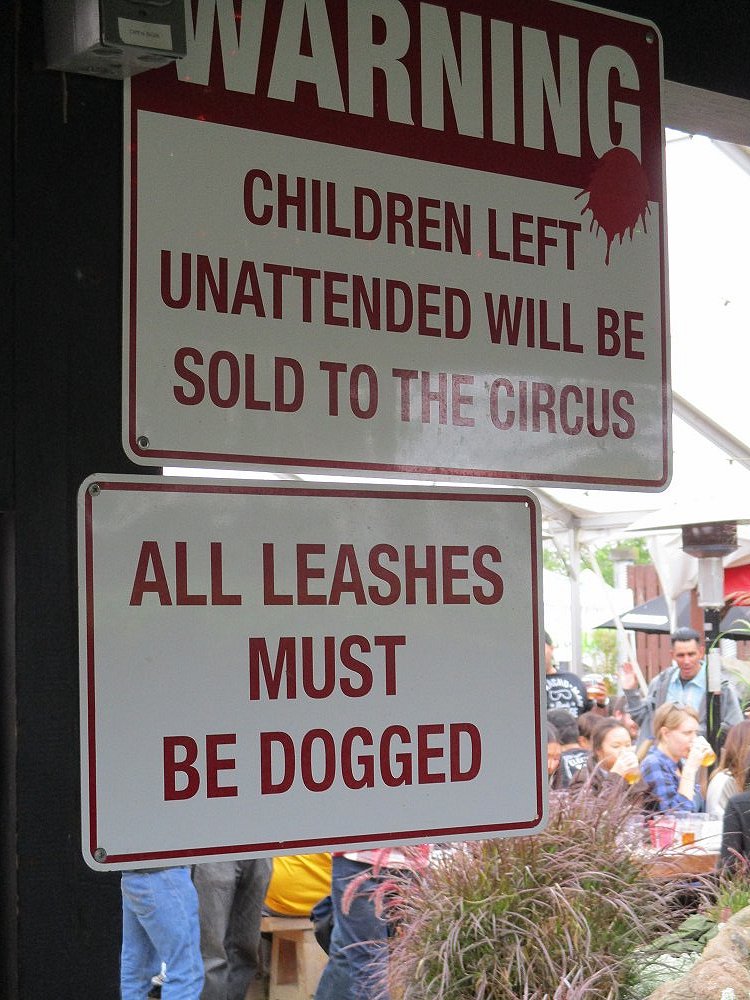 WARNING
CHILDREN LEFT
UNATTENDED WILL BE
SOLD TO THE CIRCUS
ALL LEASHES
MUST
BE DOGGED